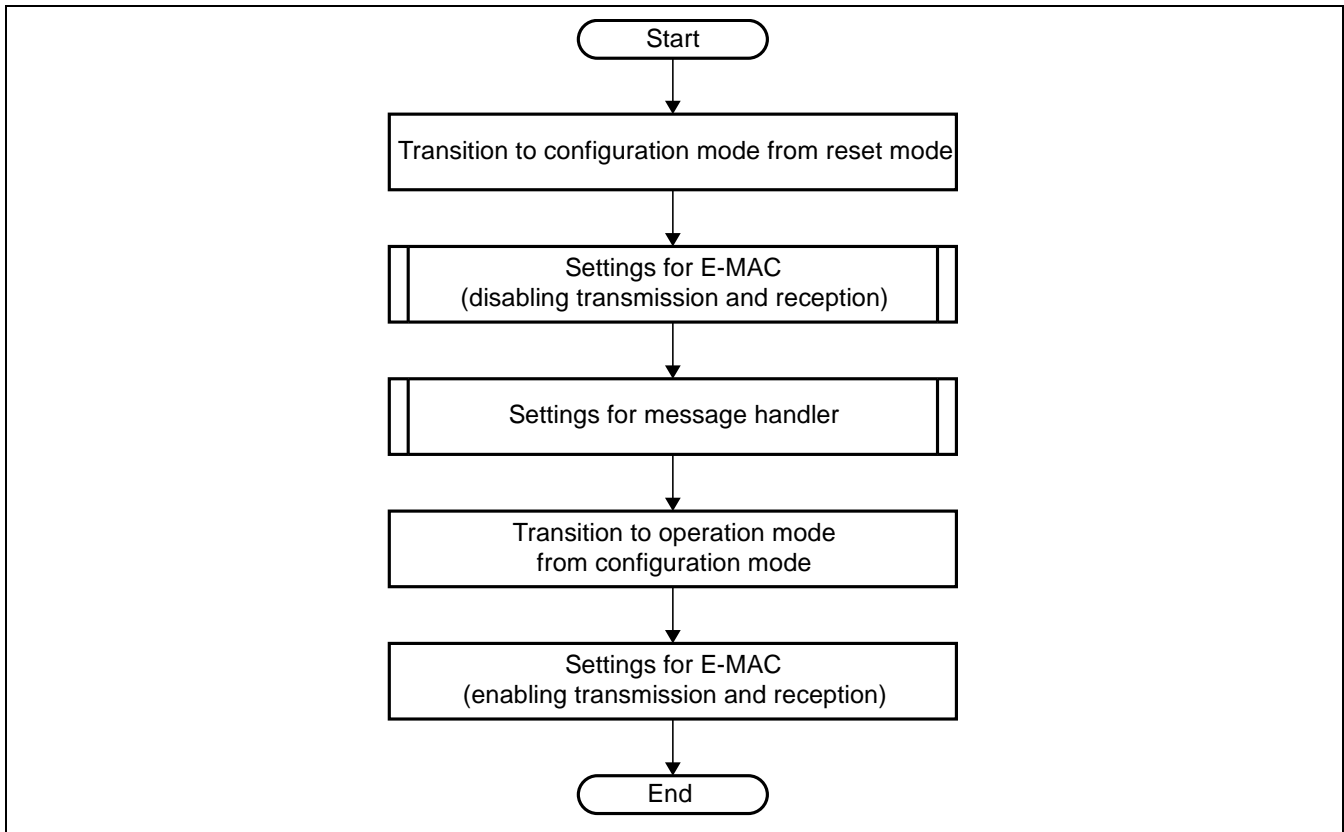 Start
Transition to configuration mode from reset mode
Settings for E-MAC
(disabling transmission and reception)
Settings for message handler
Transition to operation mode
from configuration mode
Settings for E-MAC
(enabling transmission and reception)
End